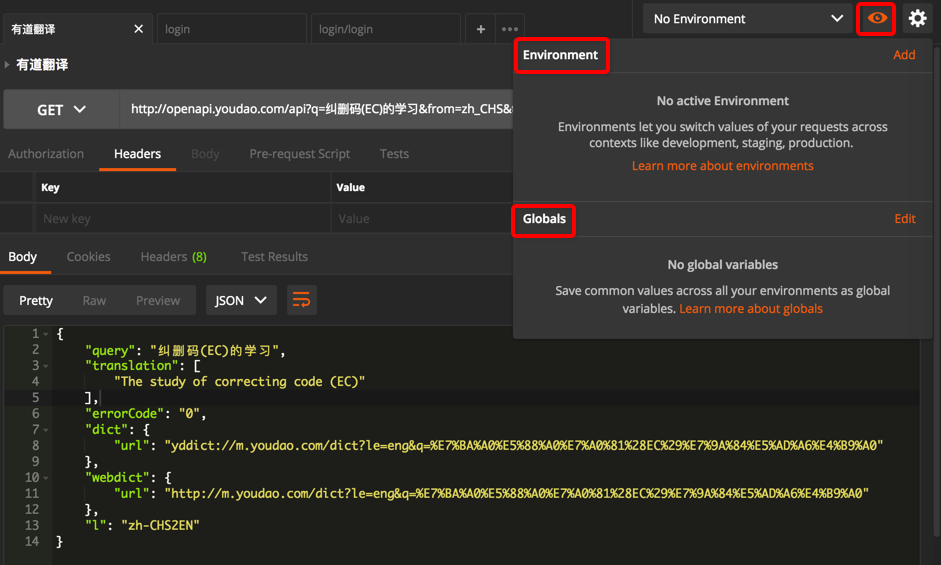 有道翻译
login
login/login
No Environment
有道翻译
GET
http://openapi.youdao.com/api?q=纠删码(EC)的学习&from=zh_CHS&
Authorization
Headers
Body
Pre-request Script
Tests
Key
Value
New key
Value
Environment
Add
No active Environment
Environments let you switch values of your requests across
contexts like development, staging, production.
Learn more about environments
Globals
Edit
No global variables
Save common values across all your environments as global
variables. Learn more about globals
Body
Cookies
Headers (8)
Test Results
Pretty
Raw
Preview
JSON
1 {
2 "query": "纠删码(EC)的学习",
3 "translation": [
4 "The study of correcting code (EC)"
5 ],
6 "errorCode": "0",
7 "dict": {
8 "url": "yddict://m.youdao.com/dict?le=eng&q=%E7%BA%A0%E5%88%A0%E7%A0%81%28EC%29%E7%9A%84%E5%AD%A6%E4%B9%A0"
9 },
10 "webdict": {
11 "url": "http://m.youdao.com/dict?le=eng&q=%E7%BA%A0%E5%88%A0%E7%A0%81%28EC%29%E7%9A%84%E5%AD%A6%E4%B9%A0"
12 },
13 "l": "zh-CHS2EN"
14 }